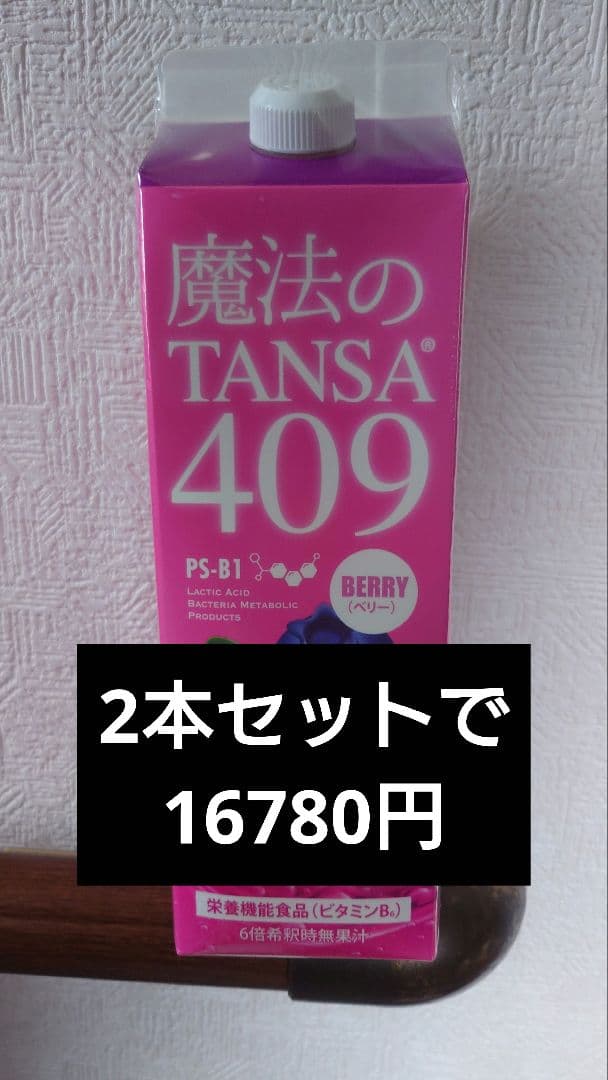 魔法の
TANSA®
409
PS-B1
LACTIC ACID
BACTERIA METABOLIC
PRODUCTS
BERRY
(ベリー)
2本セットで
16780円
栄養機能食品(ビタミンB₆)
6倍希釈時無果汁